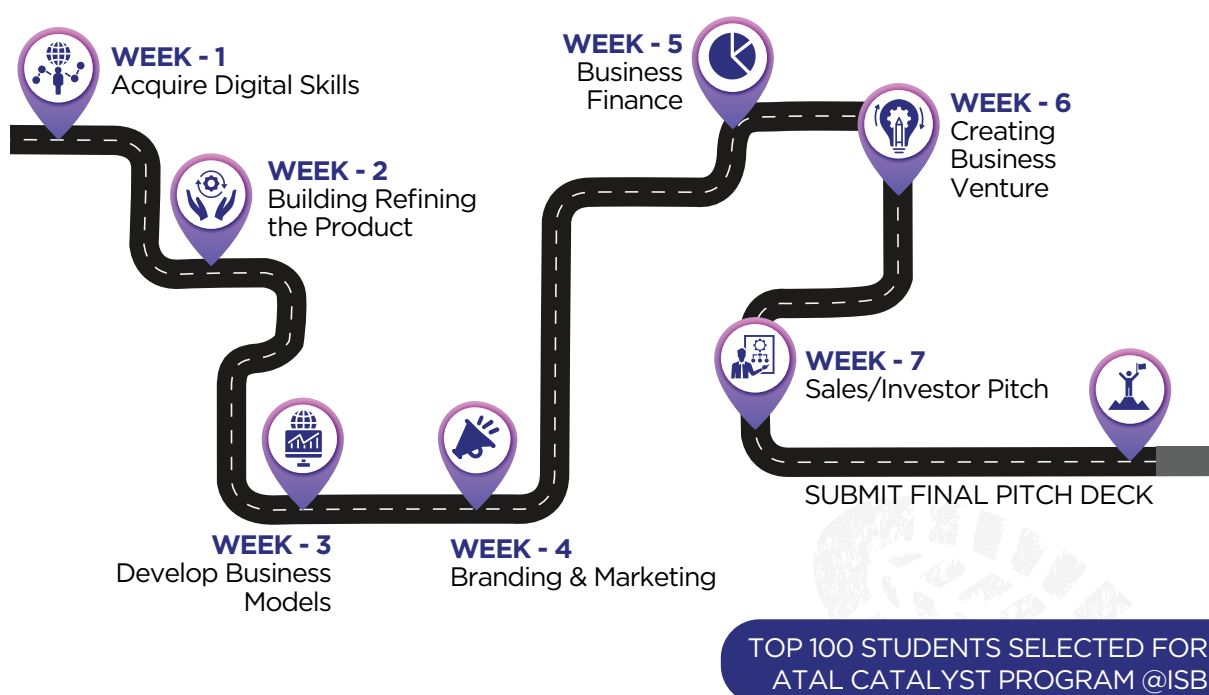 WEEK - 1
Acquire Digital Skills
WEEK - 2
Building Refining
the Product
WEEK - 3
Develop Business
Models
WEEK - 4
Branding & Marketing
WEEK - 5
Business
Finance
WEEK - 6
Creating
Business
Venture
WEEK - 7
Sales/Investor Pitch
SUBMIT FINAL PITCH DECK
TOP 100 STUDENTS SELECTED FOR
ATAL CATALYST PROGRAM @ISB